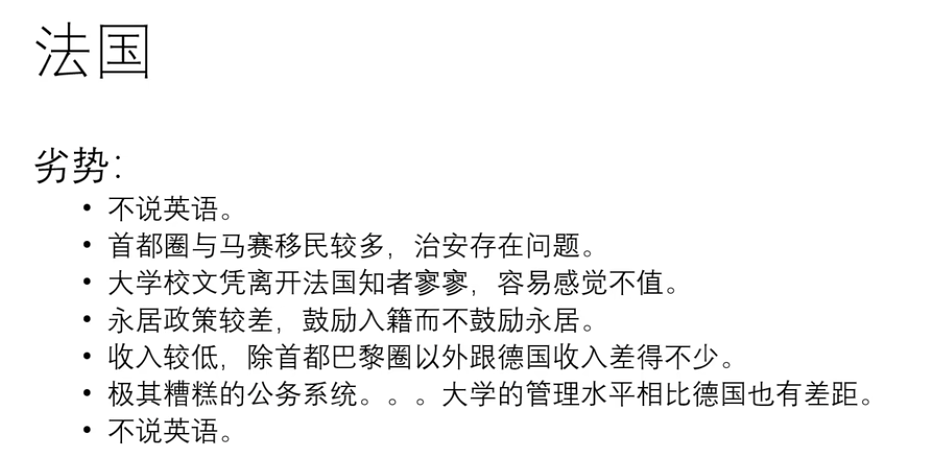 法国
劣势：
• 不说英语。
• 首都圈与马赛移民较多，治安存在问题。
• 大学校文凭离开法国知者寥寥，容易感觉不值。
• 永居政策较差，鼓励入籍而不鼓励永居。
• 收入较低，除首都巴黎圈以外跟德国收入差得不少。
• 极其糟糕的公务系统。。。大学的管理水平相比德国也有差距。
• 不说英语。